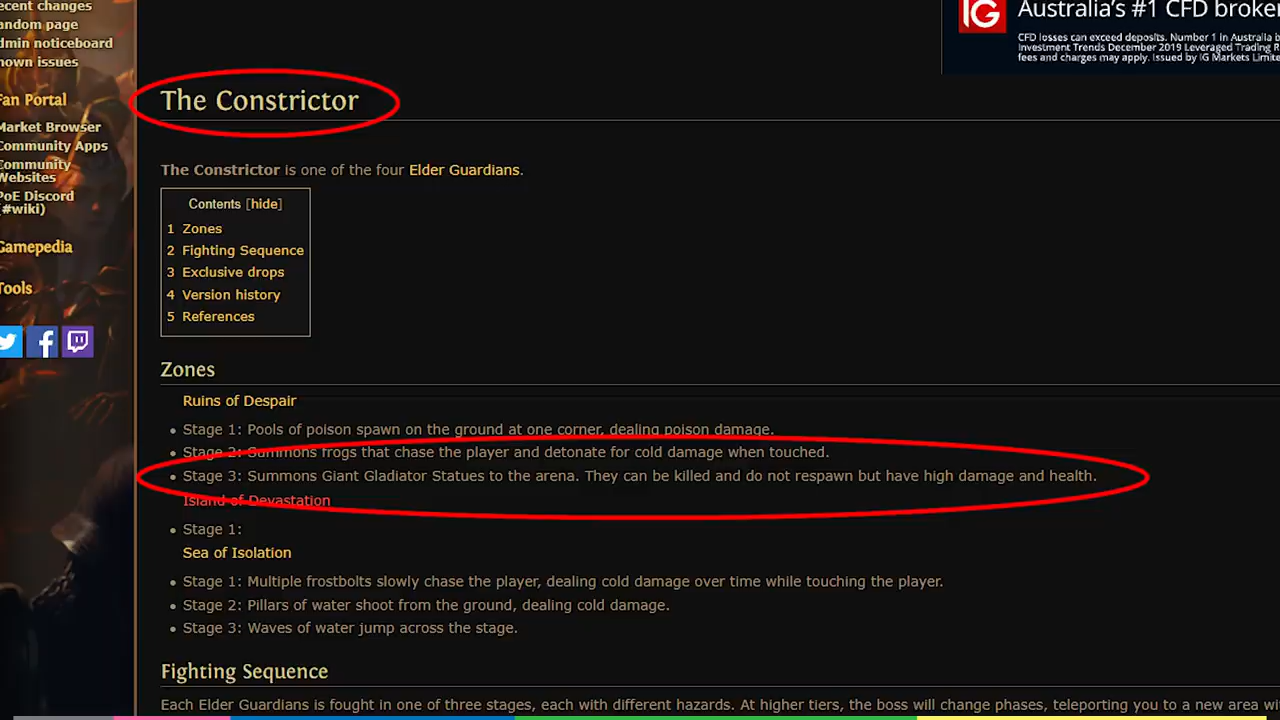 ecent changes
andom page
dmin noticeboard
nown issues
Fan Portal
Market Browser
Community Apps
Community
Websites
PoE Discord
(#wiki)
Gamepedia
Tools
IG
Australia's #1 CFD broker
CFD losses can exceed deposits. Number 1 in Australia b
Investment Trends December 2019 Leveraged Trading R
fees and charges may apply. Issued by IG Markets Limite
The Constrictor
The Constrictor is one of the four Elder Guardians.
Contents [hide]
1 Zones
2 Fighting Sequence
3 Exclusive drops
4 Version history
5 References
Zones
Ruins of Despair
• Stage 1: Pools of poison spawn on the ground at one corner, dealing poison damage.
• Stage 2: Summons frogs that chase the player and detonate for cold damage when touched.
• Stage 3: Summons Giant Gladiator Statues to the arena. They can be killed and do not respawn but have high damage and health.
Island of Devastation
• Stage 1:
Sea of Isolation
• Stage 1: Multiple frostbolts slowly chase the player, dealing cold damage over time while touching the player.
• Stage 2: Pillars of water shoot from the ground, dealing cold damage.
• Stage 3: Waves of water jump across the stage.
Fighting Sequence
Each Elder Guardians is fought in one of three stages, each with different hazards. At higher tiers, the boss will change phases, teleporting you to a new area wi